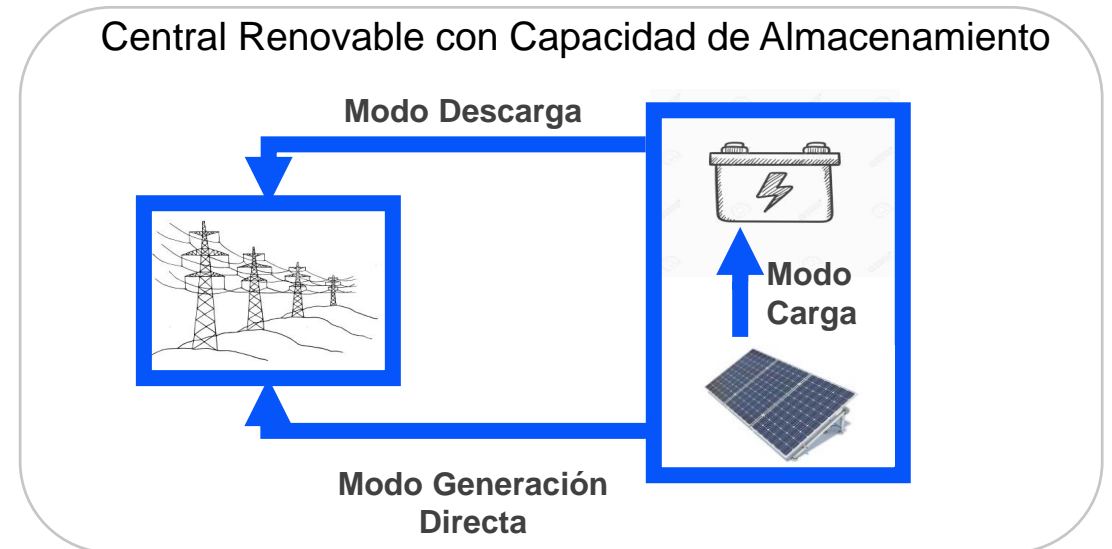 Central Renovable con Capacidad de Almacenamiento
Modo Descarga
Modo
Carga
Modo Generación
Directa